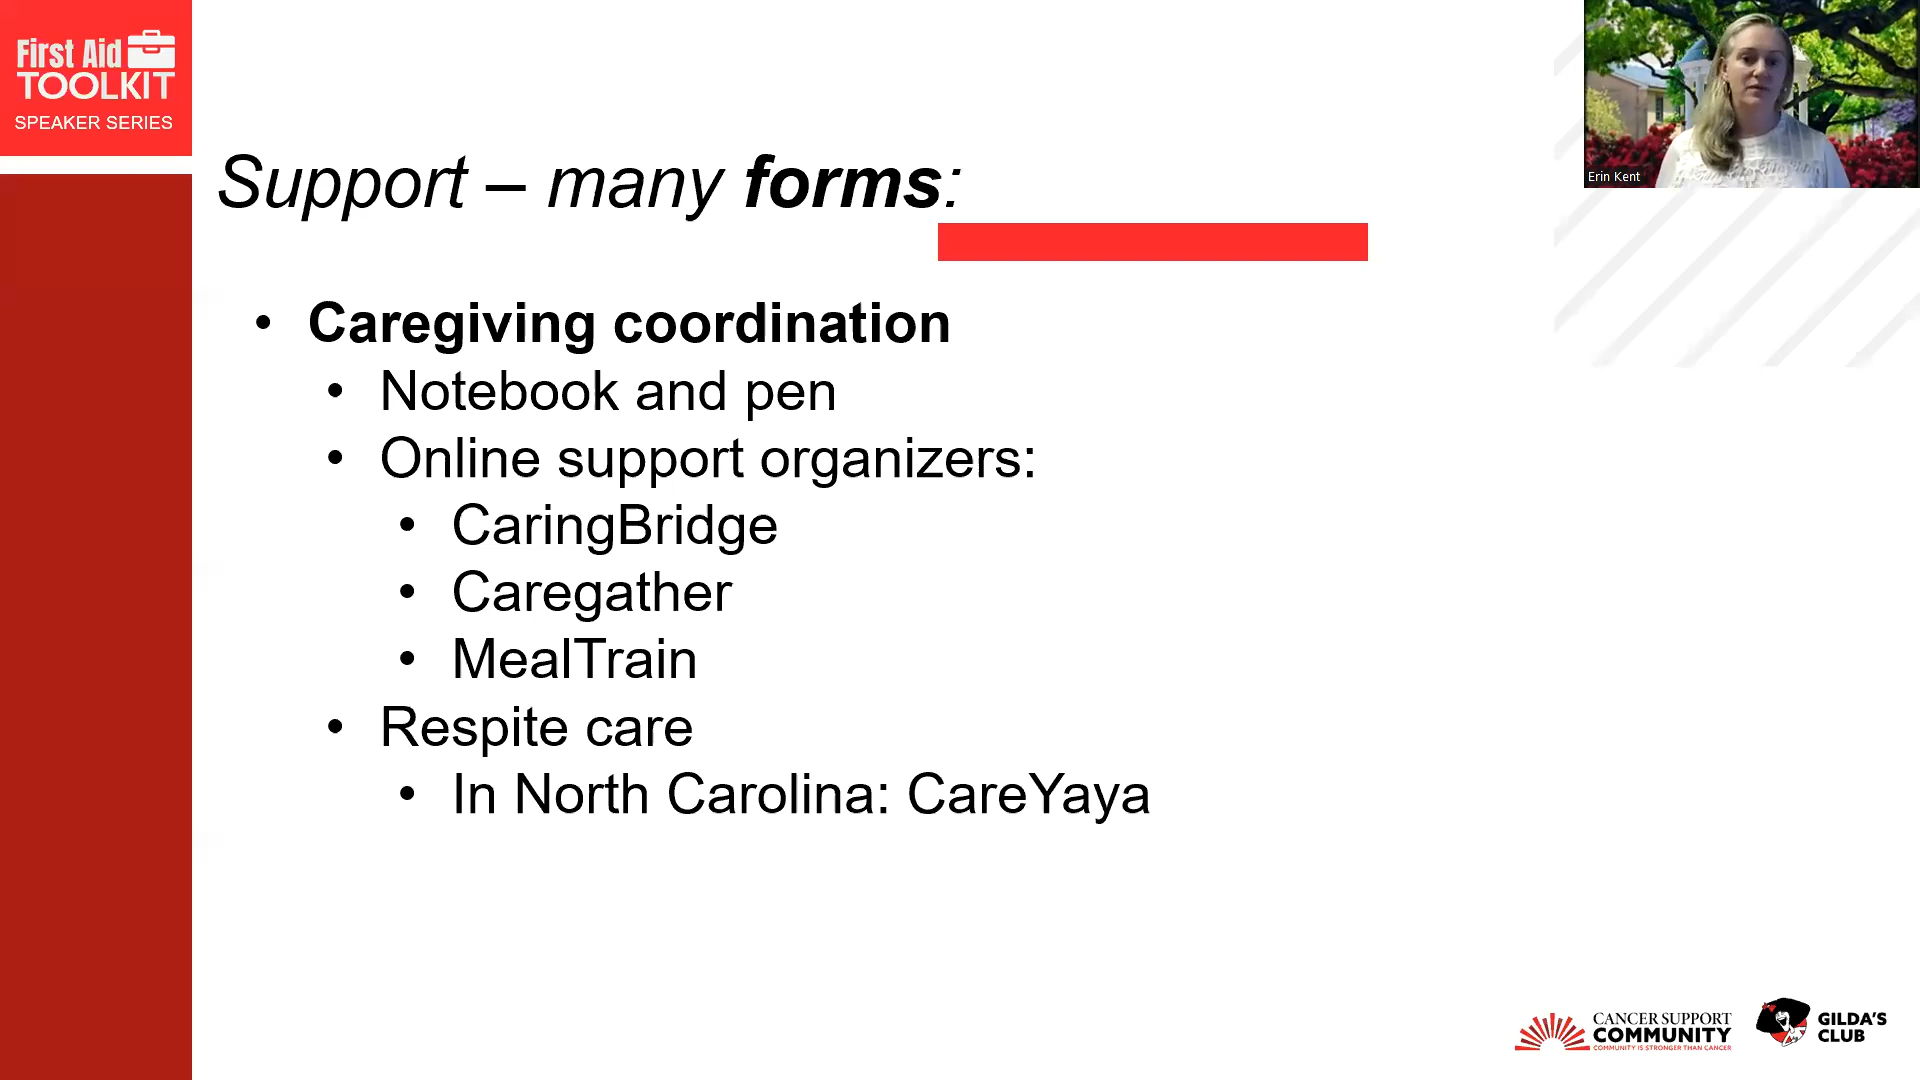 First Aid
TOOLKIT
SPEAKER SERIES
Erin Kent
Support – many forms:
• Caregiving coordination
• Notebook and pen
• Online support organizers:
• CaringBridge
• Caregather
• MealTrain
• Respite care
• In North Carolina: CareYaya
CANCER SUPPORT
COMMUNITY
COMMUNITY IS STRONGER THAN CANCER
GILDA'S
CLUB